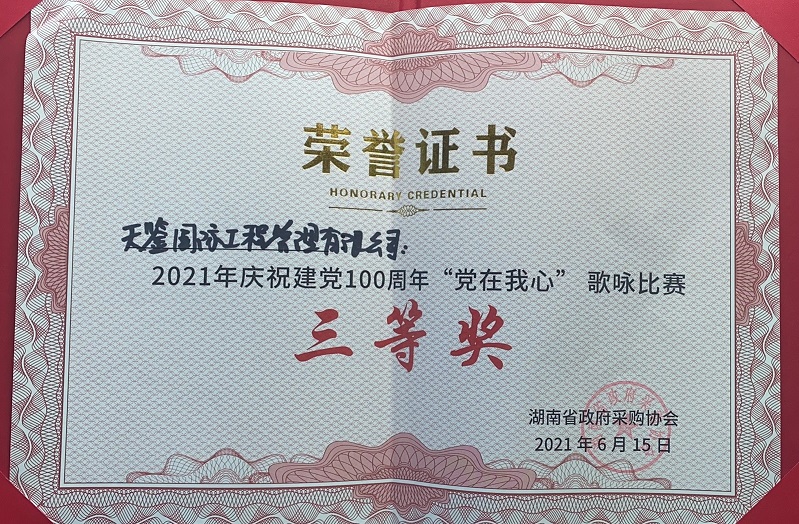 荣誉证书
HONORARY CREDENTIAL
天鉴国际工程管理有限公司：
2021年庆祝建党100周年“党在我心” 歌咏比赛
三等奖
湖南省政府采购协会
2021年6月15日